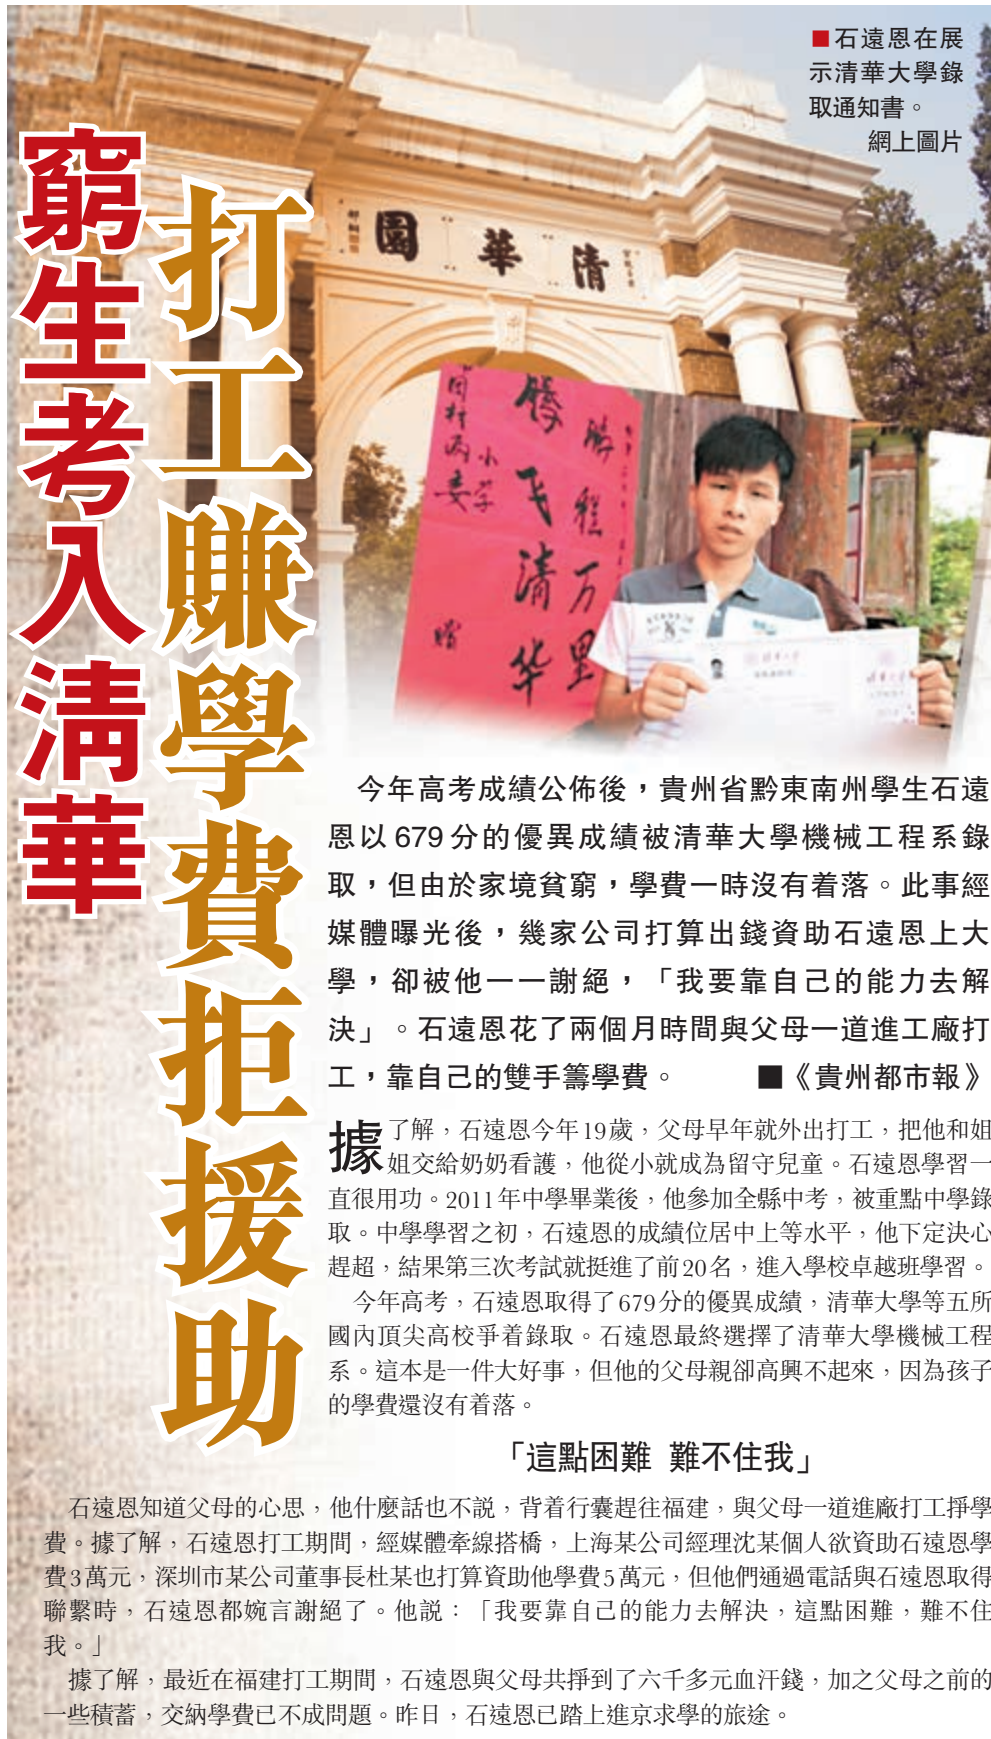 窮生考入清華
打工賺學費拒援助
■石遠恩在展
示清華大學錄
取通知書。
網上圖片
清華園
鵬程万里
騰飞清华
小学
赠
今年高考成績公佈後，貴州省黔東南州學生石遠
恩以679分的優異成績被清華大學機械工程系錄
取，但由於家境貧窮，學費一時沒有着落。此事經
媒體曝光後，幾家公司打算出錢資助石遠恩上大
學，卻被他一一謝絕，「我要靠自己的能力去解
決」。石遠恩花了兩個月時間與父母一道進工廠打
工，靠自己的雙手籌學費。 ■《貴州都市報》
據了解，石遠恩今年19歲，父母早年就外出打工，把他和姐
姐交給奶奶看護，他從小就成為留守兒童。石遠恩學習一
直很用功。2011年中學畢業後，他參加全縣中考，被重點中學錄
取。中學學習之初，石遠恩的成績位居中上等水平，他下定決心
趕超，結果第三次考試就挺進了前20名，進入學校卓越班學習。
今年高考，石遠恩取得了679分的優異成績，清華大學等五所
國內頂尖高校爭着錄取。石遠恩最終選擇了清華大學機械工程
系。這本是一件大好事，但他的父母親卻高興不起來，因為孩子
的學費還沒有着落。
「這點困難 難不住我」
石遠恩知道父母的心思，他什麼話也不説，背着行囊趕往福建，與父母一道進廠打工掙學
費。據了解，石遠恩打工期間，經媒體牽線搭橋，上海某公司經理沈某個人欲資助石遠恩學
費3萬元，深圳市某公司董事長杜某也打算資助他學費5萬元，但他們通過電話與石遠恩取得
聯繫時，石遠恩都婉言謝絕了。他説：「我要靠自己的能力去解決，這點困難，難不住
我。」
據了解，最近在福建打工期間，石遠恩與父母共掙到了六千多元血汗錢，加之父母之前的
一些積蓄，交納學費已不成問題。昨日，石遠恩已踏上進京求學的旅途。